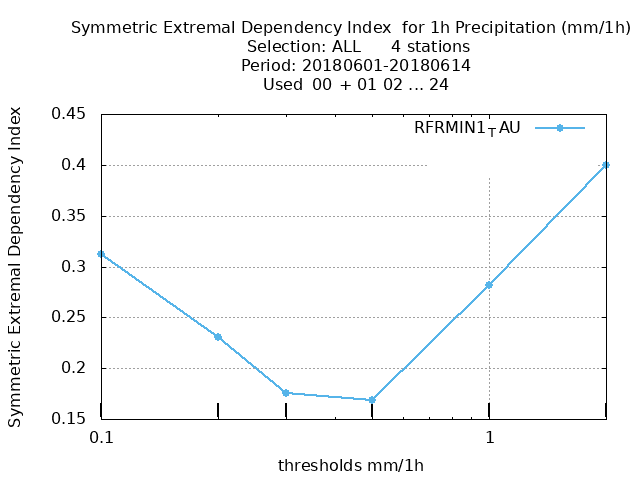 Symmetric Extremal Dependency Index for 1h Precipitation (mm/1h)
Selection: ALL 4 stations
Period: 20180601-20180614
Used 00 + 01 02 ... 24
Symmetric Extremal Dependency Index
0.45
0.4
0.35
0.3
0.25
0.2
0.15
RFRMIN1TAU
0.1
1
thresholds mm/1h